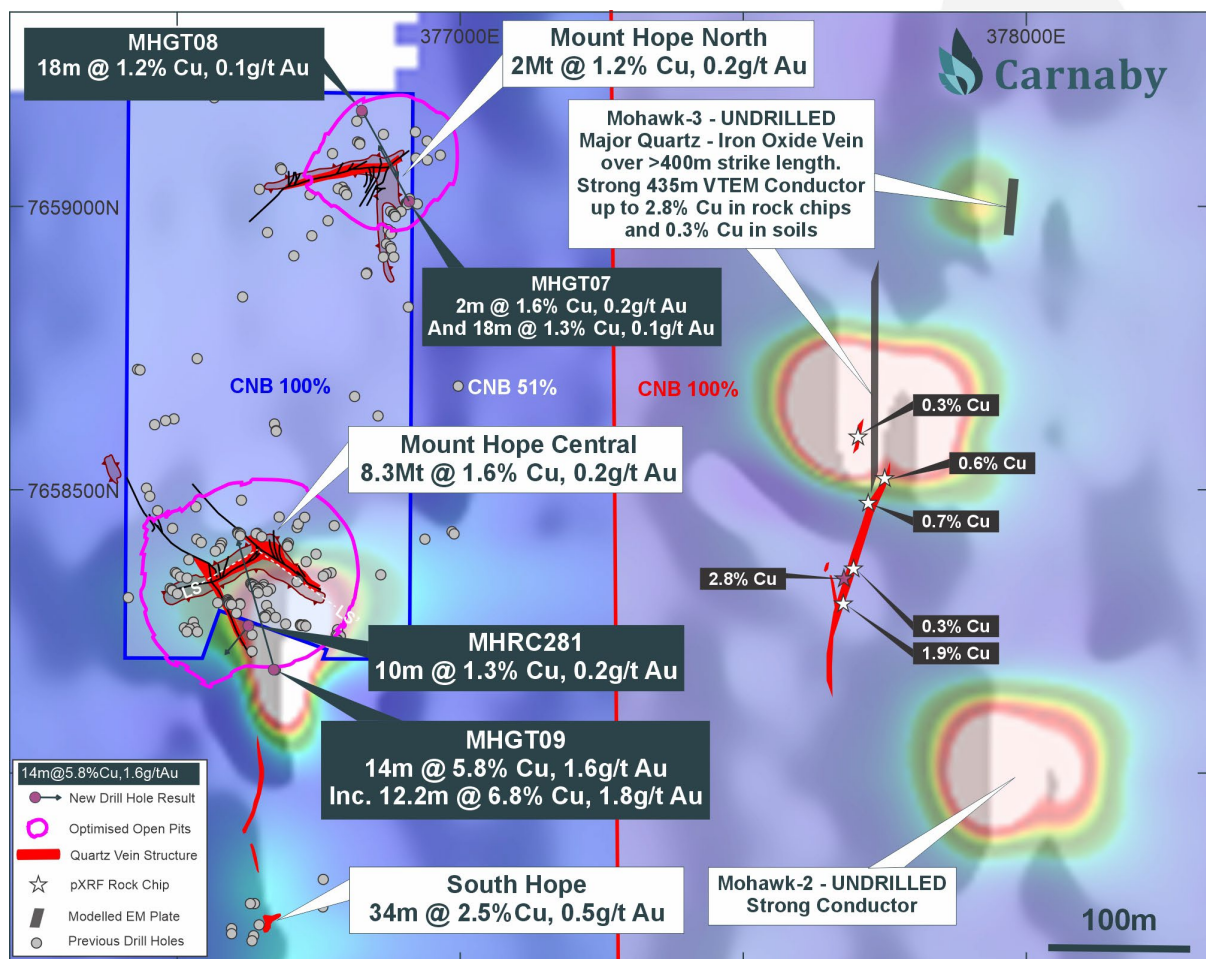 MHGT08
18m @ 1.2% Cu, 0.1g/t Au
377000E
Mount Hope North
2Mt @ 1.2% Cu, 0.2g/t Au
378000E
Carnaby
Mohawk-3 - UNDRILLED
Major Quartz - Iron Oxide Vein
over >400m strike length.
Strong 435m VTEM Conductor
up to 2.8% Cu in rock chips
and 0.3% Cu in soils
7659000N
MHGT07
2m @ 1.6% Cu, 0.2g/t Au
And 18m @ 1.3% Cu, 0.1g/t Au
CNB 100%
CNB 51%
CNB 100%
0.3% Cu
Mount Hope Central
8.3Mt @ 1.6% Cu, 0.2g/t Au
0.6% Cu
7658500N
0.7% Cu
2.8% Cu
LS
LS'
0.3% Cu
1.9% Cu
MHRC281
10m @ 1.3% Cu, 0.2g/t Au
MHGT09
14m @ 5.8% Cu, 1.6g/t Au
Inc. 12.2m @ 6.8% Cu, 1.8g/t Au
14m@5.8%Cu,1.6g/tAu
New Drill Hole Result
Optimised Open Pits
Quartz Vein Structure
pXRF Rock Chip
Modelled EM Plate
Previous Drill Holes
South Hope
34m @ 2.5%Cu, 0.5g/t Au
Mohawk-2 - UNDRILLED
Strong Conductor
100m